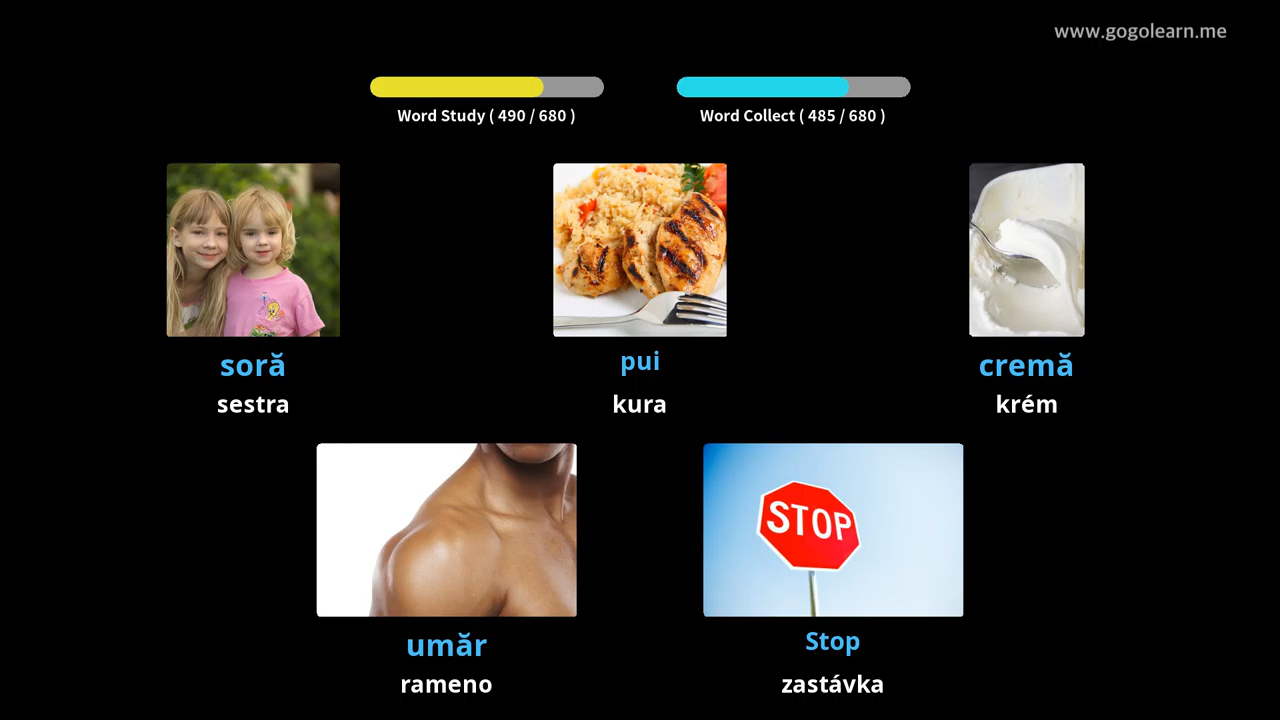 www.gogolearn.me
Word Study ( 490 / 680 )
Word Collect ( 485 / 680 )
soră
sestra
pui
kura
cremă
krém
STOP
umăr
rameno
Stop
zastávka